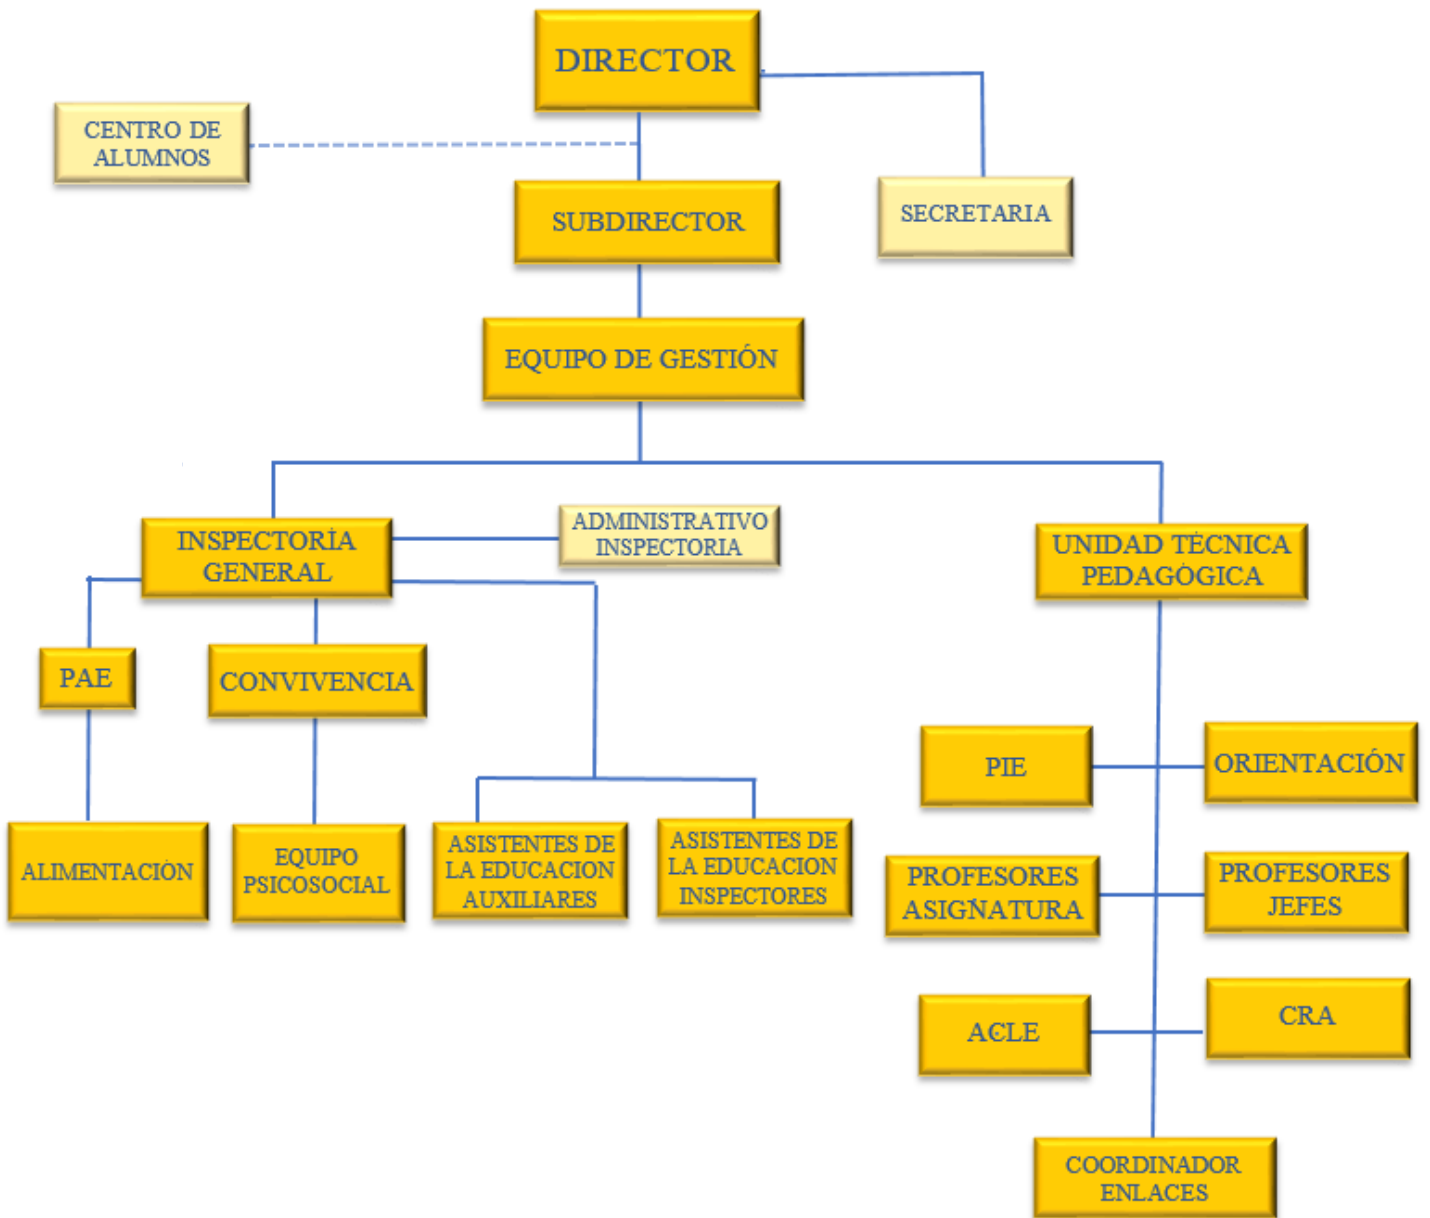 DIRECTOR
CENTRO DE
ALUMNOS
SECRETARIA
SUBDIRECTOR
EQUIPO DE GESTIÓN
INSPECTORÍA
GENERAL
ADMINISTRATIVO
INSPECTORIA
UNIDAD TÉCNICA
PEDAGÓGICA
PAE
CONVIVENCIA
PIE
ORIENTACIÓN
ALIMENTACIÓN
EQUIPO
PSICOSOCIAL
ASISTENTES DE
LA EDUCACION
AUXILIARES
ASISTENTES DE
LA EDUCACION
INSPECTORES
PROFESORES
ASIGÑATURA
PROFESORES
JEFES
ACLE
CRA
COORDINADOR
ENLACES